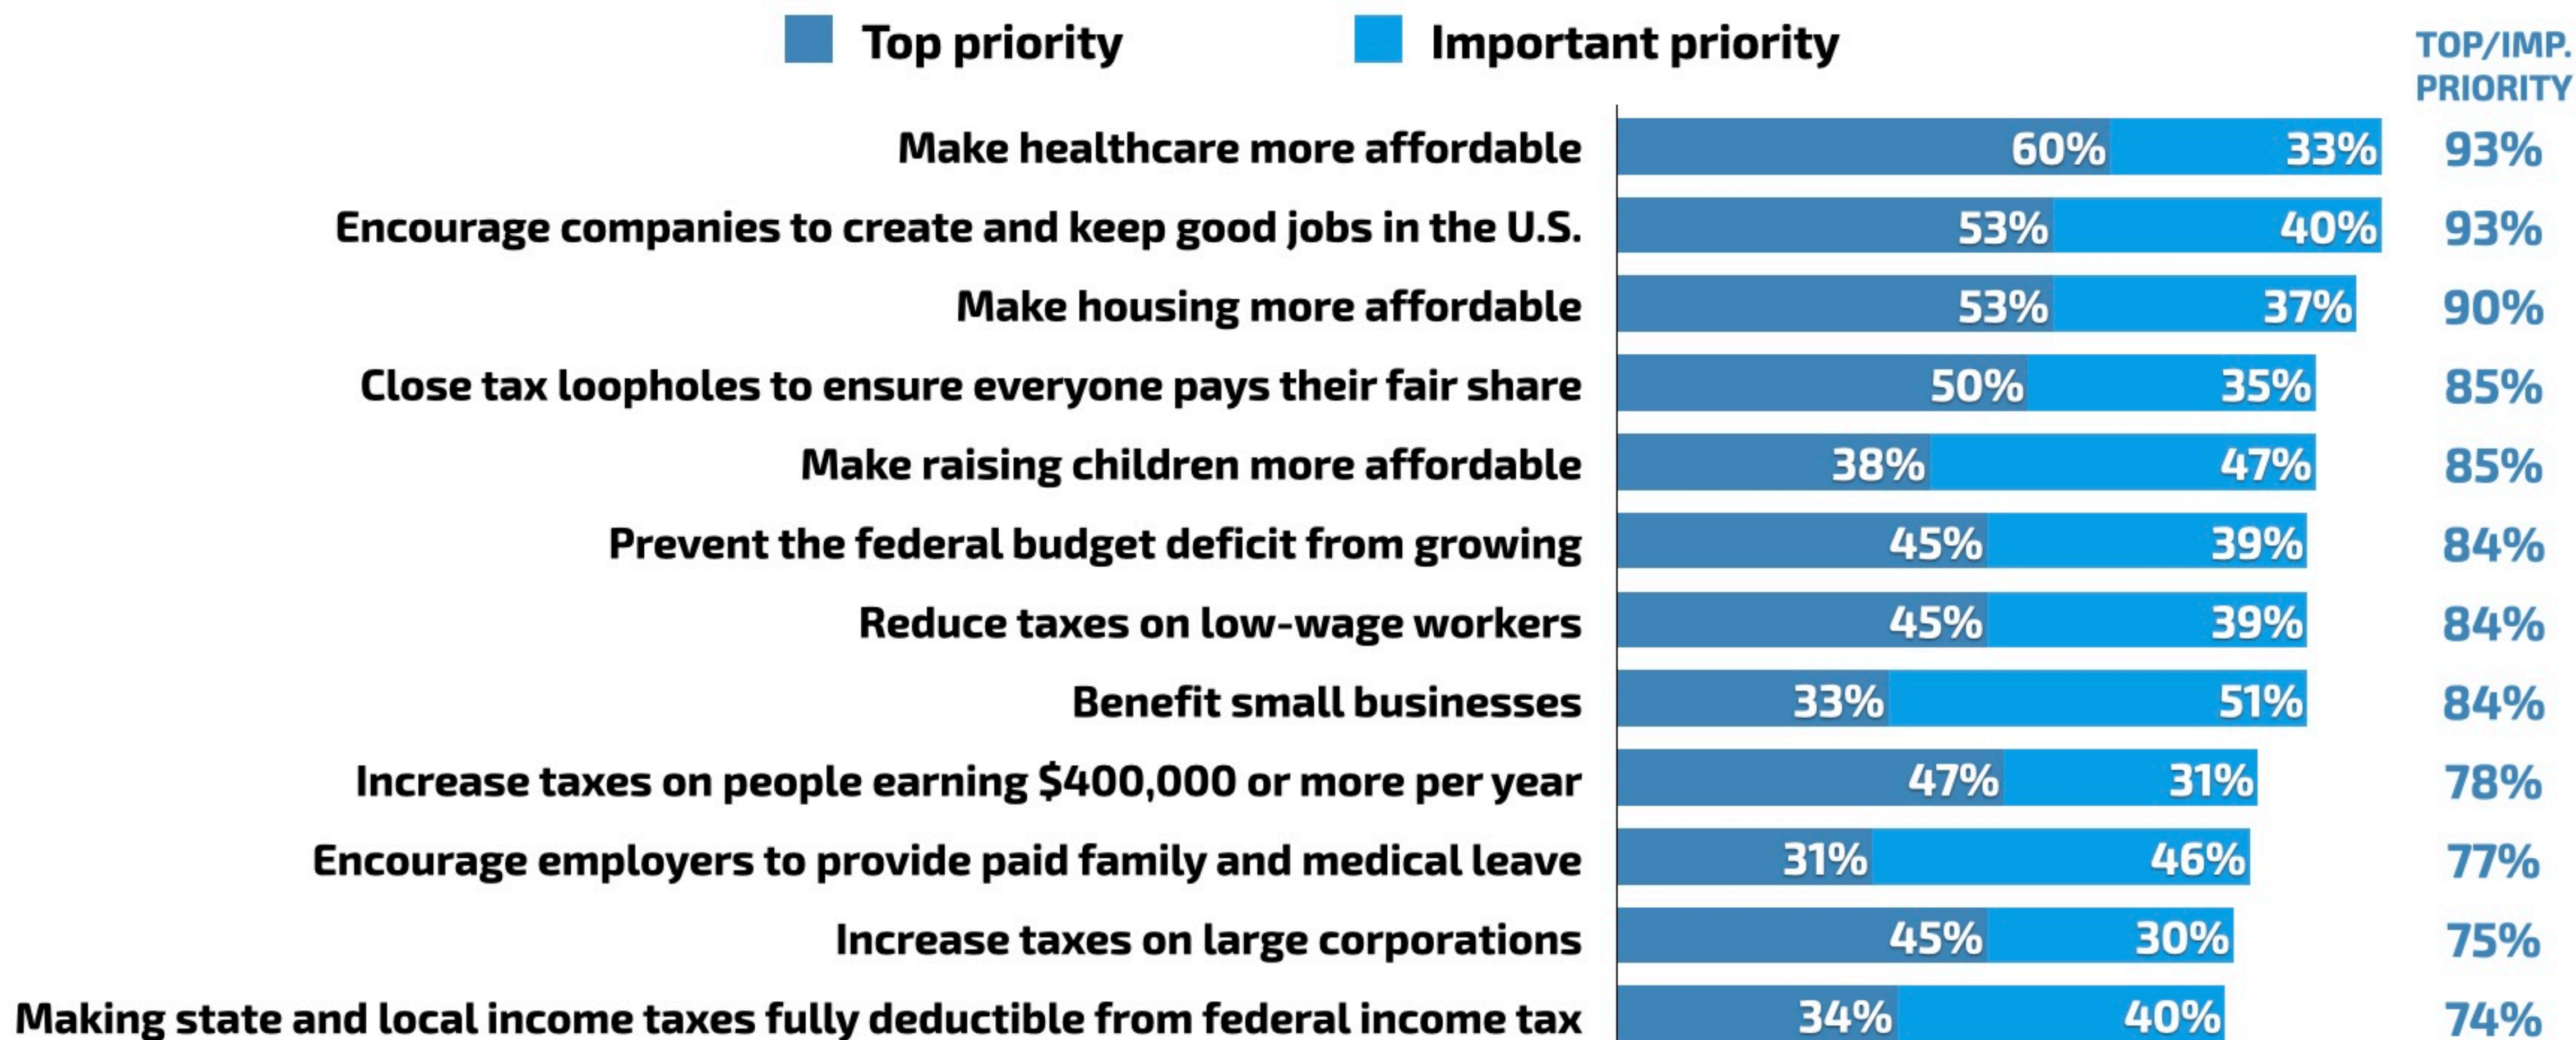 Top priority Important priority TOP/IMP.
PRIORITY
Make healthcare more affordable 60% 33% 93%
Encourage companies to create and keep good jobs in the U.S. 53% 40% 93%
Make housing more affordable 53% 37% 90%
Close tax loopholes to ensure everyone pays their fair share 50% 35% 85%
Make raising children more affordable 38% 47% 85%
Prevent the federal budget deficit from growing 45% 39% 84%
Reduce taxes on low-wage workers 45% 39% 84%
Benefit small businesses 33% 51% 84%
Increase taxes on people earning $400,000 or more per year 47% 31% 78%
Encourage employers to provide paid family and medical leave 31% 46% 77%
Increase taxes on large corporations 45% 30% 75%
Making state and local income taxes fully deductible from federal income tax 34% 40% 74%